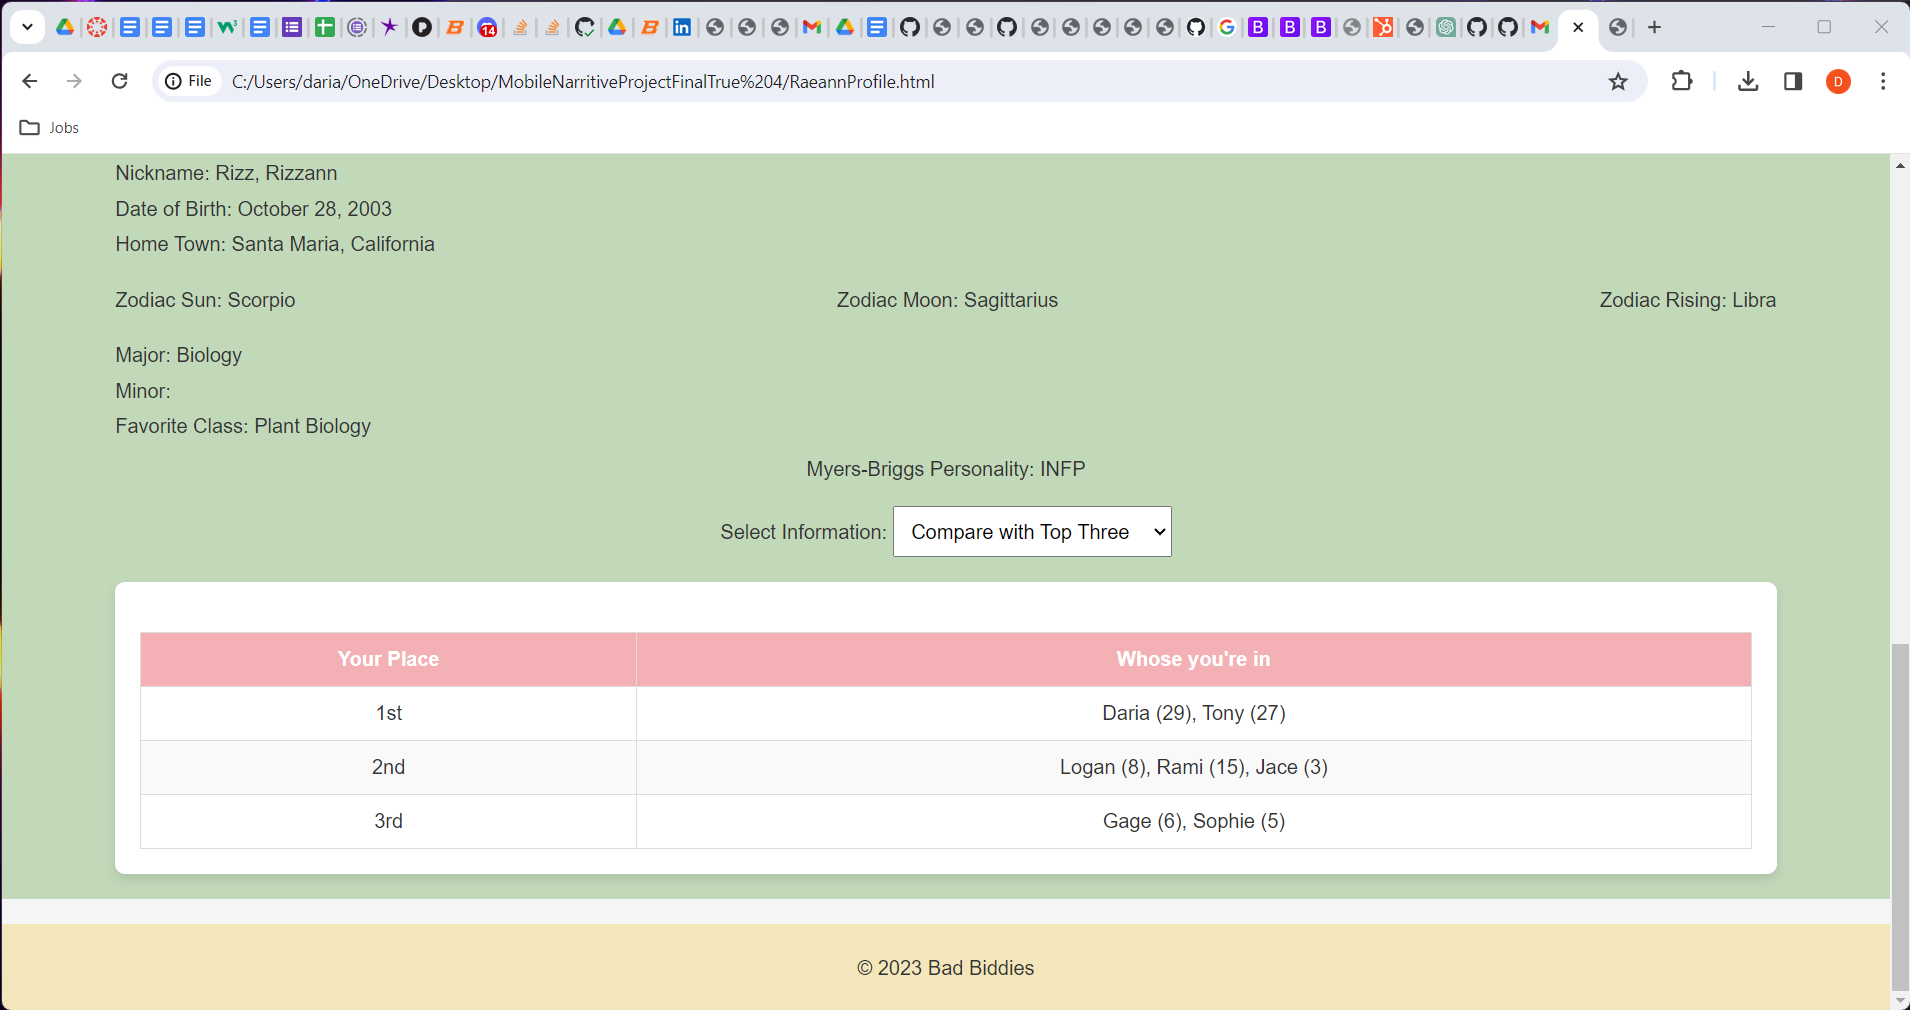 14
File C:/Users/daria/OneDrive/Desktop/MobileNarritiveProjectFinalTrue%204/RaeannProfile.html
D
Jobs
Nickname: Rizz, Rizzann
Date of Birth: October 28, 2003
Home Town: Santa Maria, California
Zodiac Sun: Scorpio Zodiac Moon: Sagittarius Zodiac Rising: Libra
Major: Biology
Minor:
Favorite Class: Plant Biology
Myers-Briggs Personality: INFP
Select Information: Compare with Top Three
Your Place Whose you're in
1st Daria (29), Tony (27)
2nd Logan (8), Rami (15), Jace (3)
3rd Gage (6), Sophie (5)
© 2023 Bad Biddies